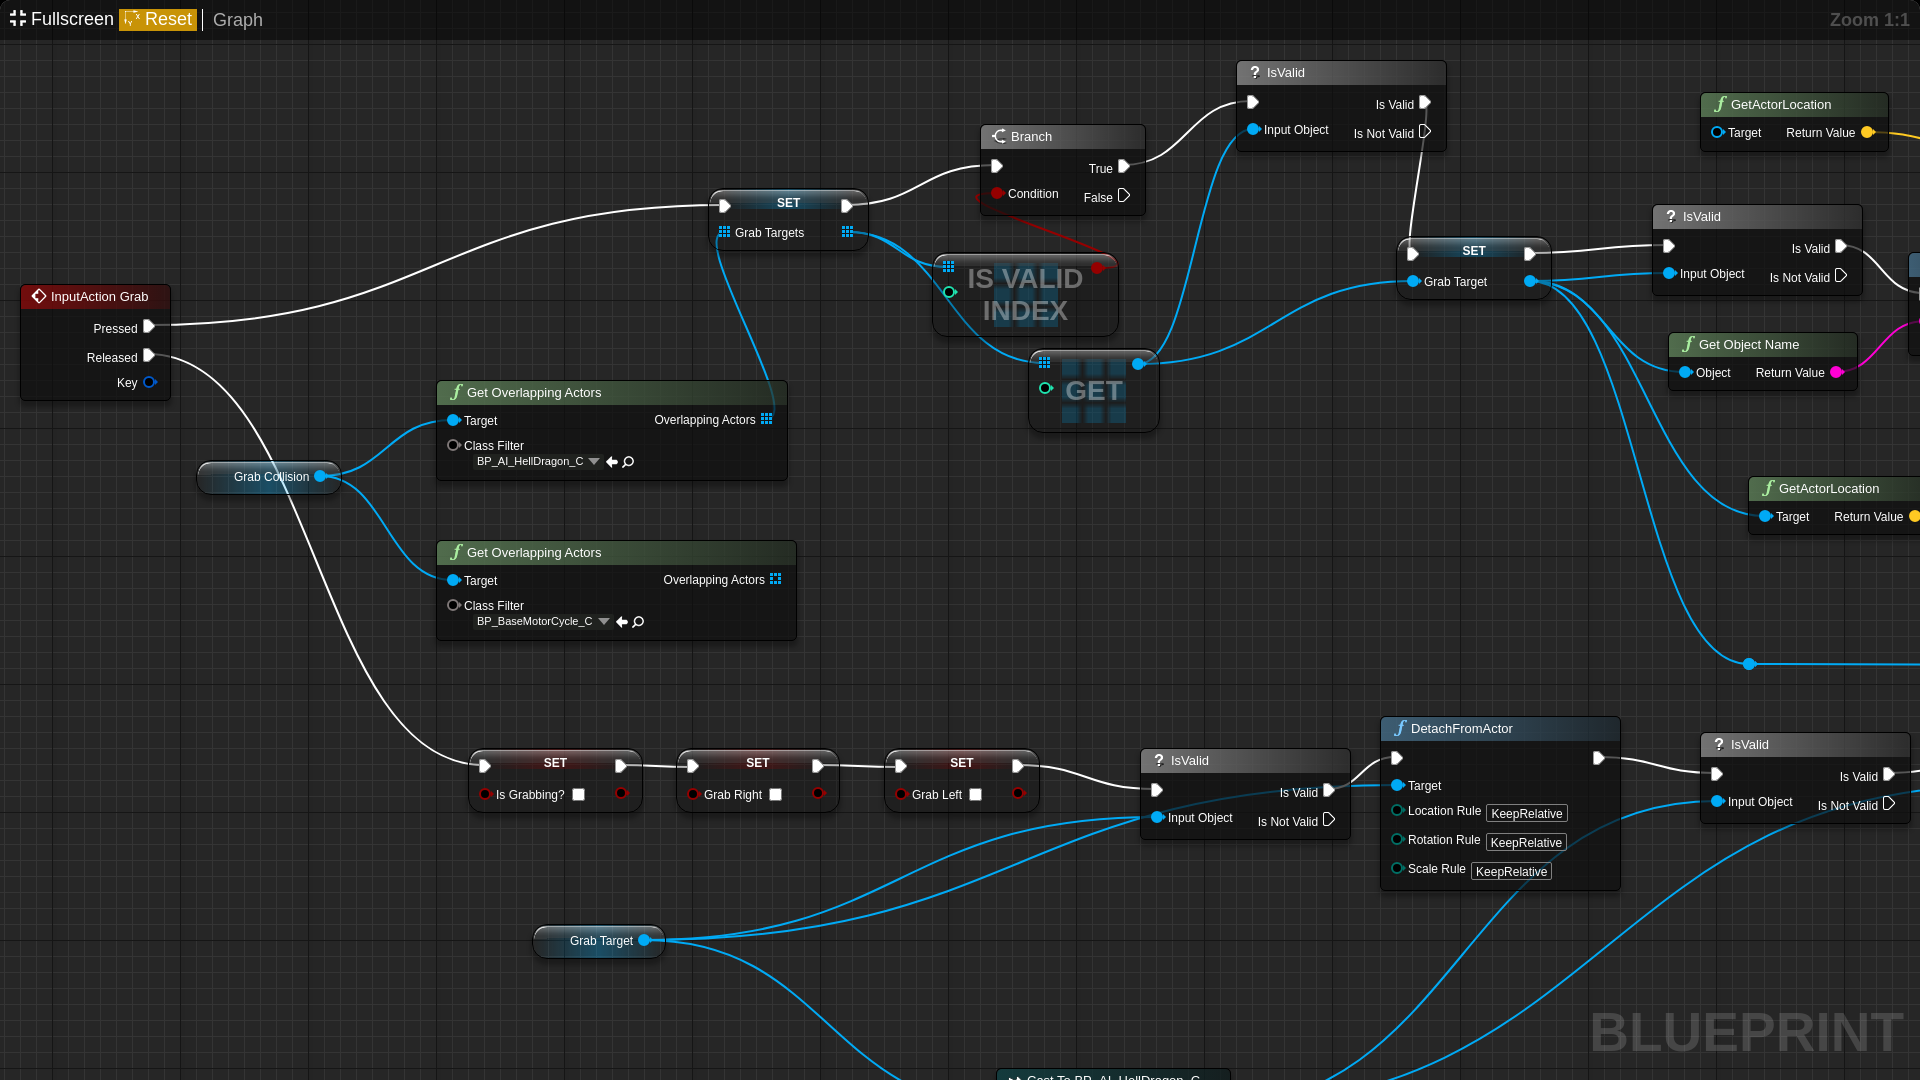 Fullscreen Reset Graph
Zoom 1:1
? IsValid
Is Valid
Input Object
Is Not Valid
GetActorLocation
Target Return Value
Branch
True
Condition
False
SET
Grab Targets
? IsValid
Is Valid
Input Object
Is Not Valid
SET
Grab Target
IS VALID
INDEX
InputAction Grab
Pressed
Released
Key
Get Object Name
Object Return Value
GET
Get Overlapping Actors
Target Overlapping Actors
Class Filter
BP_AI_HellDragon_C
Grab Collision
GetActorLocation
Target Return Value
Get Overlapping Actors
Target Overlapping Actors
Class Filter
BP_BaseMotorCycle_C
SET
Is Grabbing?
SET
Grab Right
SET
Grab Left
? IsValid
Is Valid
Input Object
Is Not Valid
DetachFromActor
Target
Location Rule KeepRelative
Rotation Rule KeepRelative
Scale Rule KeepRelative
? IsValid
Is Valid
Input Object
Is Not Valid
Grab Target
BLUEPRINT
Cast To BP_AI_HellDragon_C